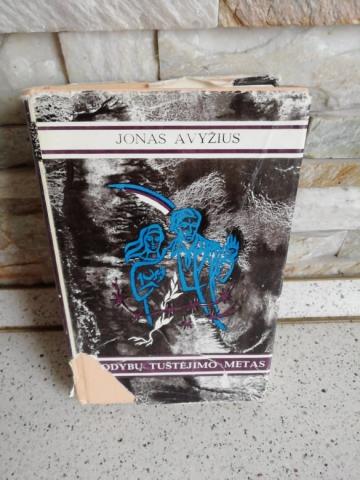 JONAS AVYŽIUS
ODYBŲ TUŠTĖJIMO METAS